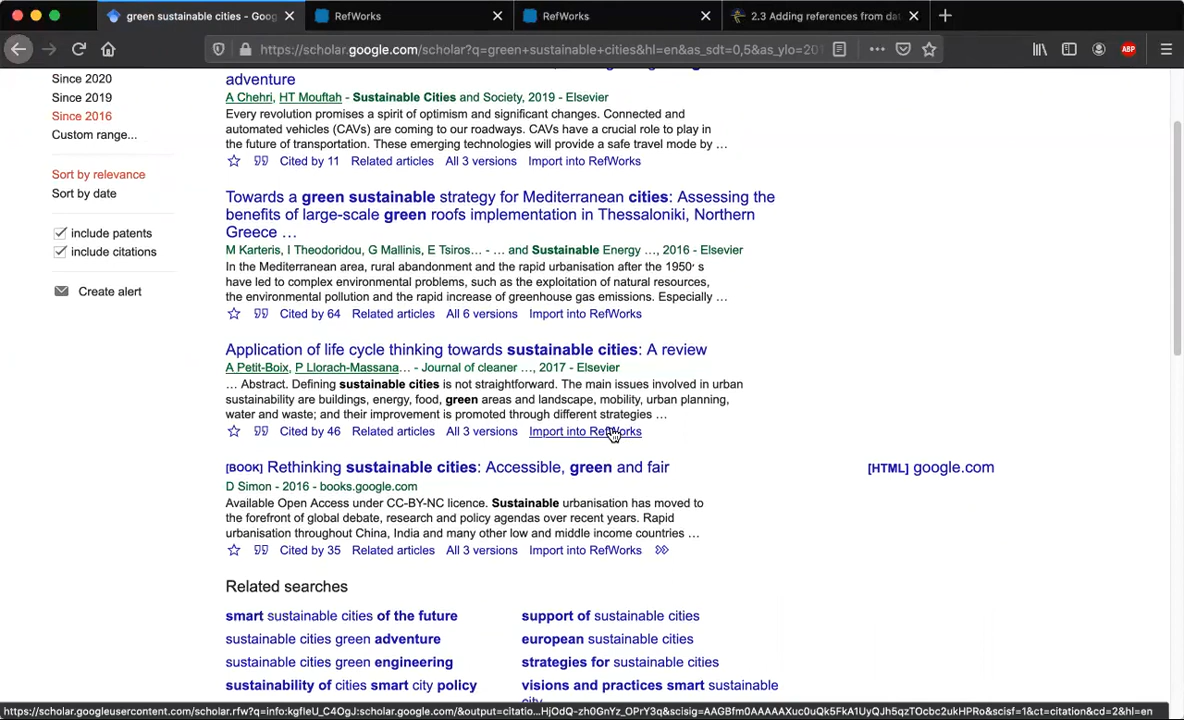 green sustainable cities - Goog
RefWorks
RefWorks
2.3 Adding references from dat
https://scholar.google.com/scholar?q=green+sustainable+cities&hl=en&as_sdt=0,5&as_ylo=201
ABP
Since 2020
Since 2019
Since 2016
Custom range...
Sort by relevance
Sort by date
include patents
include citations
Create alert
adventure
A Chehri, HT Mouftah - Sustainable Cities and Society, 2019 - Elsevier
Every revolution promises a spirit of optimism and significant changes. Connected and
automated vehicles (CAVs) are coming to our roadways. CAVs have a crucial role to play in
the future of transportation. These emerging technologies will provide a safe travel mode by ...
Cited by 11 Related articles All 3 versions Import into RefWorks
Towards a green sustainable strategy for Mediterranean cities: Assessing the
benefits of large-scale green roofs implementation in Thessaloniki, Northern
Greece ...
M Karteris, I Theodoridou, G Mallinis, E Tsiros... - ... and Sustainable Energy ..., 2016 - Elsevier
In the Mediterranean area, rural abandonment and the rapid urbanisation after the 1950׳ s
have led to complex environmental problems, such as the exploitation of natural resources,
the environmental pollution and the rapid increase of greenhouse gas emissions. Especially ...
Cited by 64 Related articles All 6 versions Import into RefWorks
Application of life cycle thinking towards sustainable cities: A review
A Petit-Boix, P Llorach-Massana... - Journal of cleaner ..., 2017 - Elsevier
... Abstract. Defining sustainable cities is not straightforward. The main issues involved in urban
sustainability are buildings, energy, food, green areas and landscape, mobility, urban planning,
water and waste; and their improvement is promoted through different strategies ...
Cited by 46 Related articles All 3 versions Import into RefWorks
[BOOK] Rethinking sustainable cities: Accessible, green and fair
[HTML] google.com
D Simon - 2016 - books.google.com
Available Open Access under CC-BY-NC licence. Sustainable urbanisation has moved to
the forefront of global debate, research and policy agendas over recent years. Rapid
urbanisation throughout China, India and many other low and middle income countries ...
Cited by 35 Related articles All 3 versions Import into RefWorks
Related searches
smart sustainable cities of the future
support of sustainable cities
sustainable cities green adventure
european sustainable cities
sustainable cities green engineering
strategies for sustainable cities
sustainability of cities smart city policy
visions and practices smart sustainable